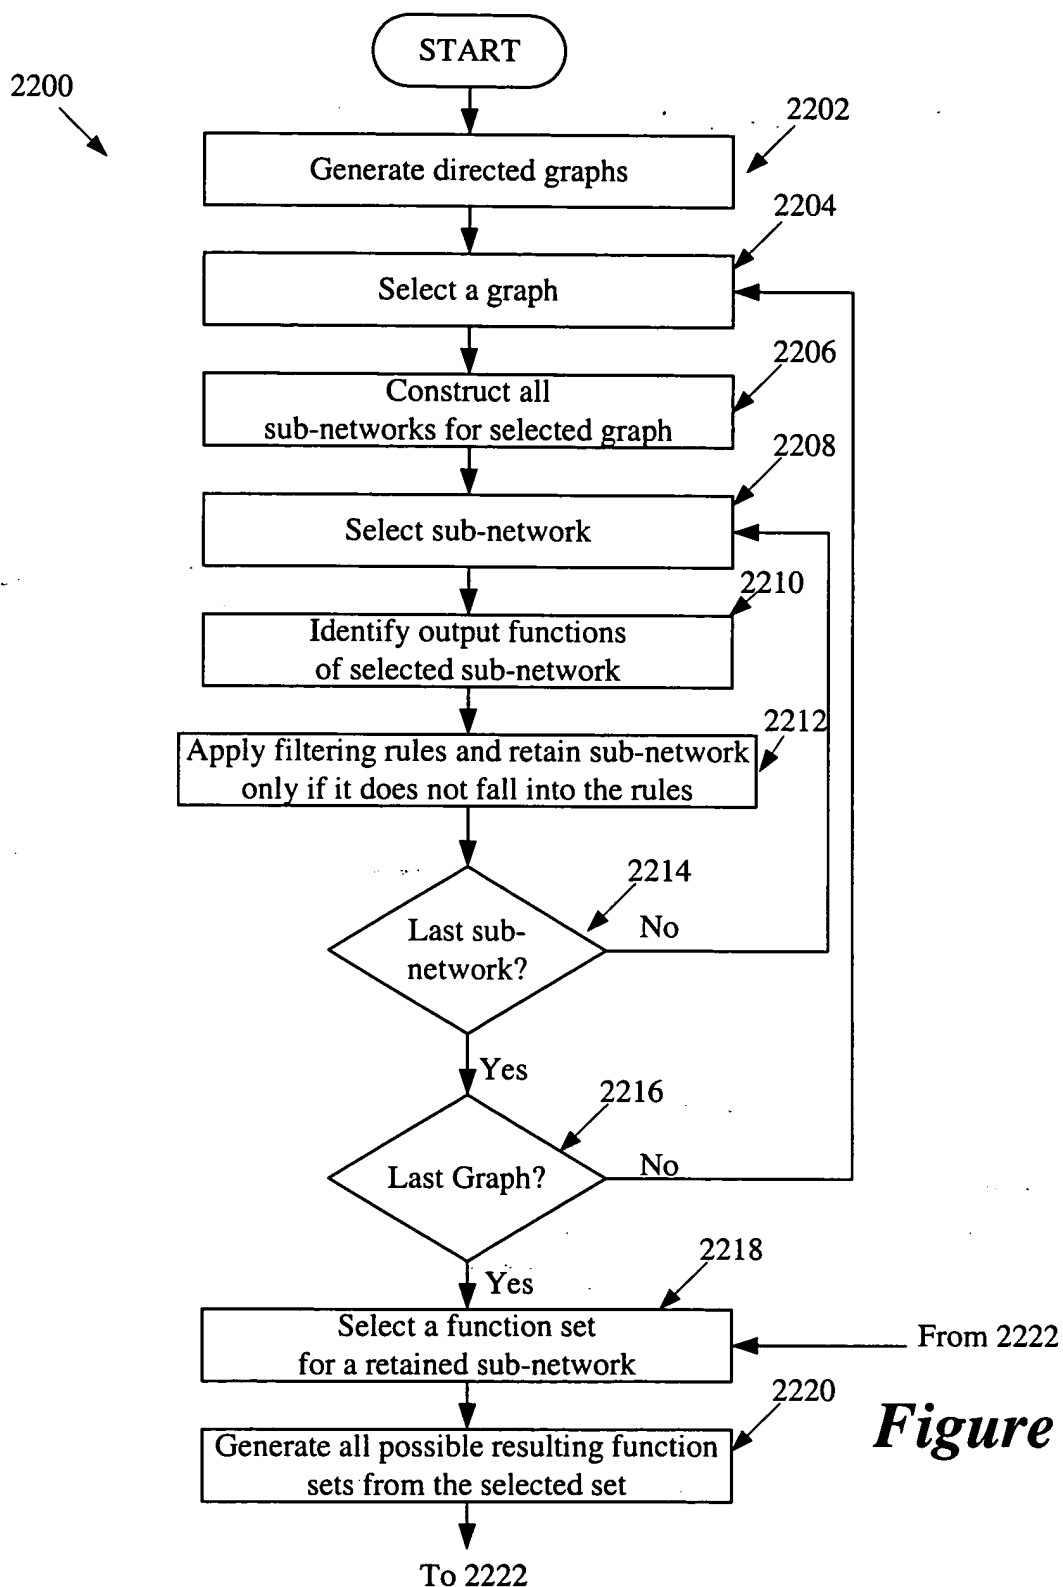 START
2200
2202
Generate directed graphs
2204
Select a graph
2206
Construct all
sub-networks for selected graph
2208
Select sub-network
2210
Identify output functions
of selected sub-network
2212
Apply filtering rules and retain sub-network
only if it does not fall into the rules
2214
Last sub-
network?
No
Yes
2216
Last Graph?
No
2218
Yes
Select a function set
for a retained sub-network
From 2222
2220
Figure
Generate all possible resulting function
sets from the selected set
To 2222